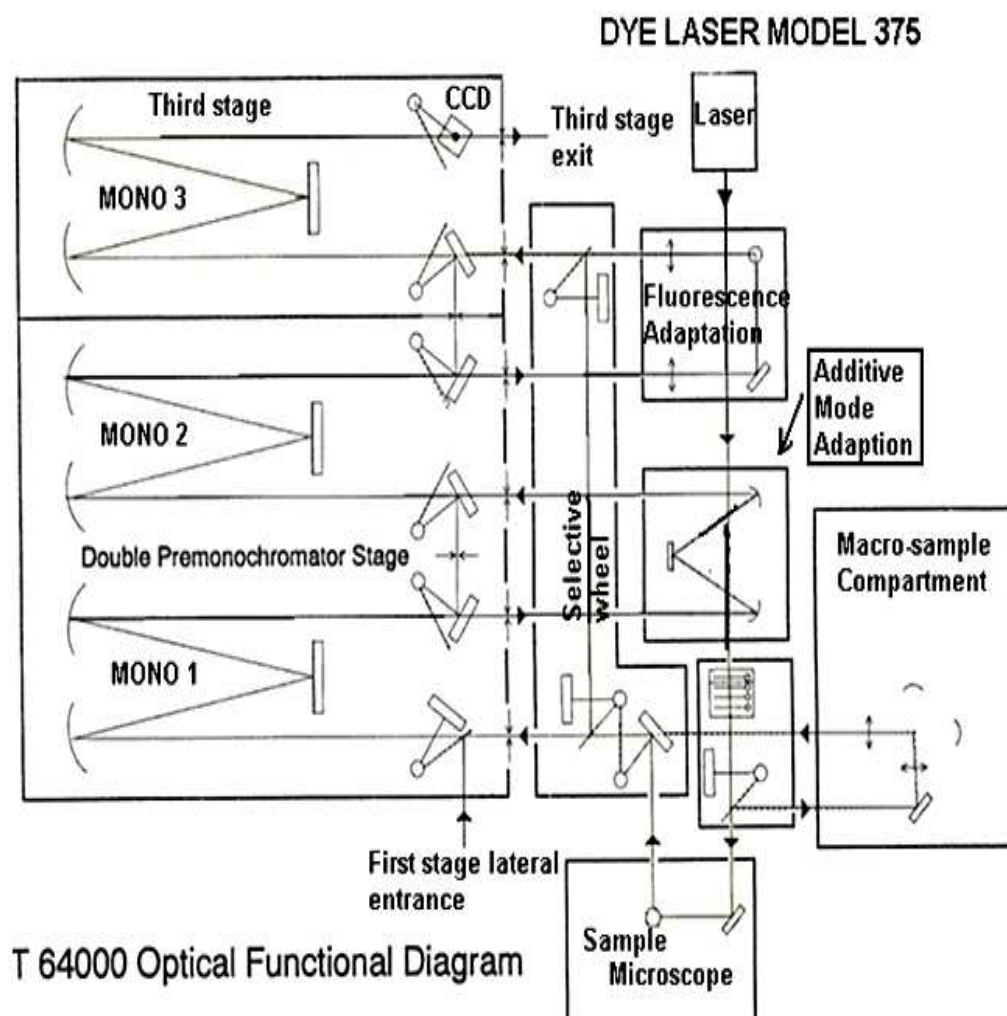 DYE LASER MODEL 375
Third stage
CCD
Third stage
exit
Laser
MONO 3
Fluorescence
Adaptation
Additive
Mode
Adaption
MONO 2
Selective
wheel
Double Premonochromator Stage
Macro-sample
Compartment
MONO 1
First stage lateral
entrance
Sample
Microscope
T 64000 Optical Functional Diagram